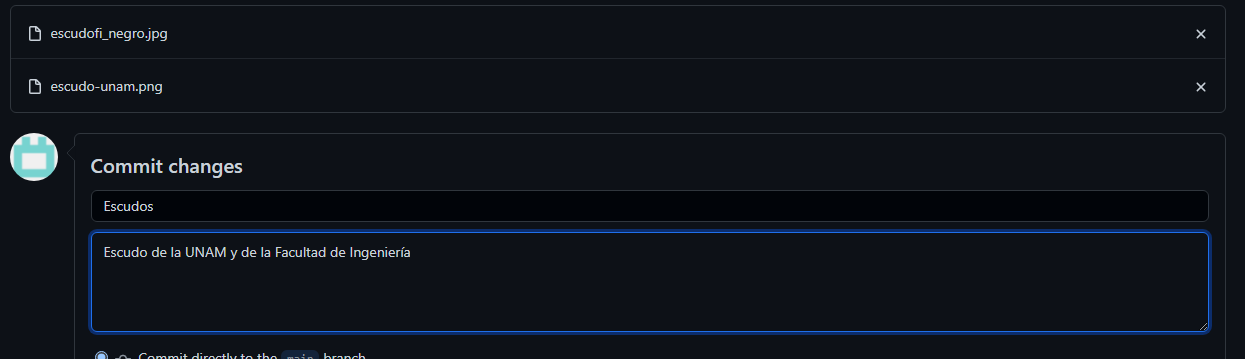 escudofi_negro.jpg
escudo-unam.png
Commit changes
Escudos
Escudo de la UNAM y de la Facultad de Ingeniería
Commit directly to the main branch